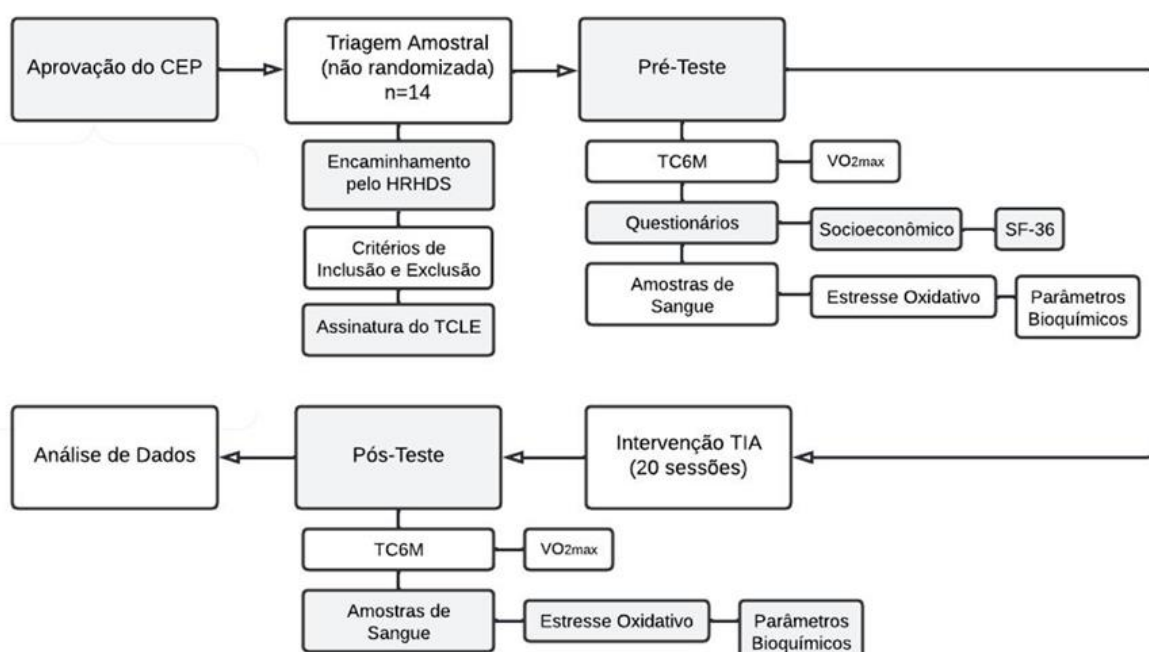 Aprovação do CEP
Triagem Amostral
(não randomizada)
n=14
Pré-Teste
Encaminhamento
pelo HRHDS
Critérios de
Inclusão e Exclusão
Assinatura do TCLE
TC6M
VO2max
Questionários
Socioeconômico
SF-36
Amostras de
Sangue
Estresse Oxidativo
Parâmetros
Bioquímicos
Análise de Dados
Pós-Teste
Intervenção TIA
(20 sessões)
TC6M
VO2max
Amostras de
Sangue
Estresse Oxidativo
Parâmetros
Bioquímicos